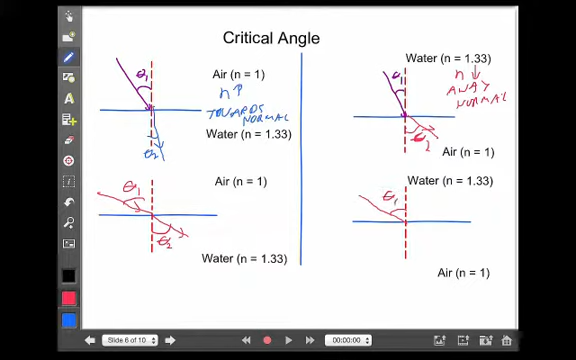 Critical Angle
Air (n = 1)
n↑
TOWARDS
NORMAL
Water (n = 1.33)
θ1
θ2
Water (n = 1.33)
n↓
AWAY
NORMAL
Air (n = 1)
θ1
θ2
Air (n = 1)
Water (n = 1.33)
θ1
θ2
Water (n = 1.33)
Air (n = 1)
θ1
Slide 6 of 10
00:00:00